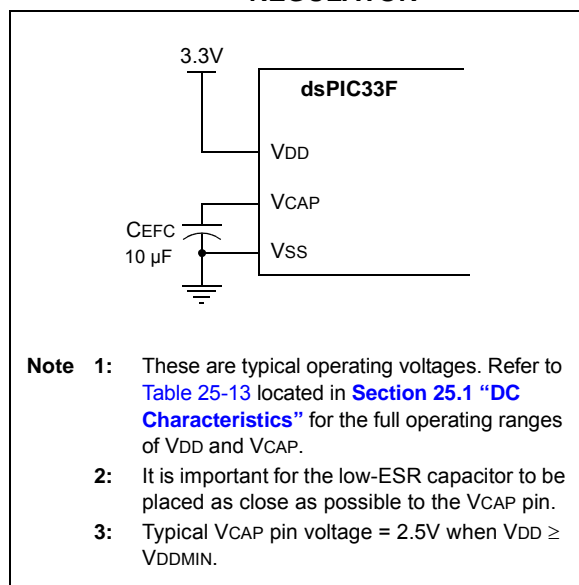 REGULATOR
3.3V
dsPIC33F
VDD
VCAP
CEFC
10 µF
VSS
Note 1: These are typical operating voltages. Refer to
Table 25-13 located in Section 25.1 “DC
Characteristics” for the full operating ranges
of VDD and VCAP.
2: It is important for the low-ESR capacitor to be
placed as close as possible to the VCAP pin.
3: Typical VCAP pin voltage = 2.5V when VDD ≥
VDDMIN.